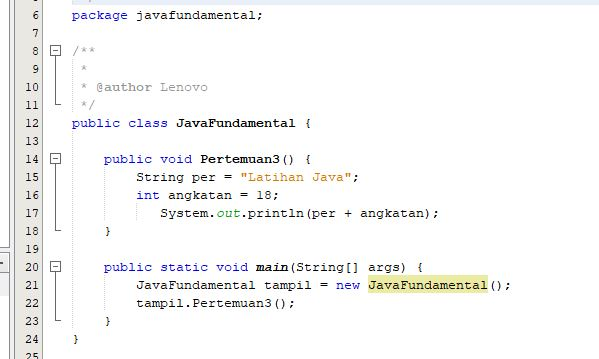 6 package javafundamental;
7
8 /**
9 *
10 * @author Lenovo
11 */
12 public class JavaFundamental {
13
14 public void Pertemuan3() {
15 String per = "Latihan Java";
16 int angkatan = 18;
17 System.out.println(per + angkatan);
18 }
19
20 public static void main(String[] args) {
21 JavaFundamental tampil = new JavaFundamental();
22 tampil.Pertemuan3();
23 }
24 }
25